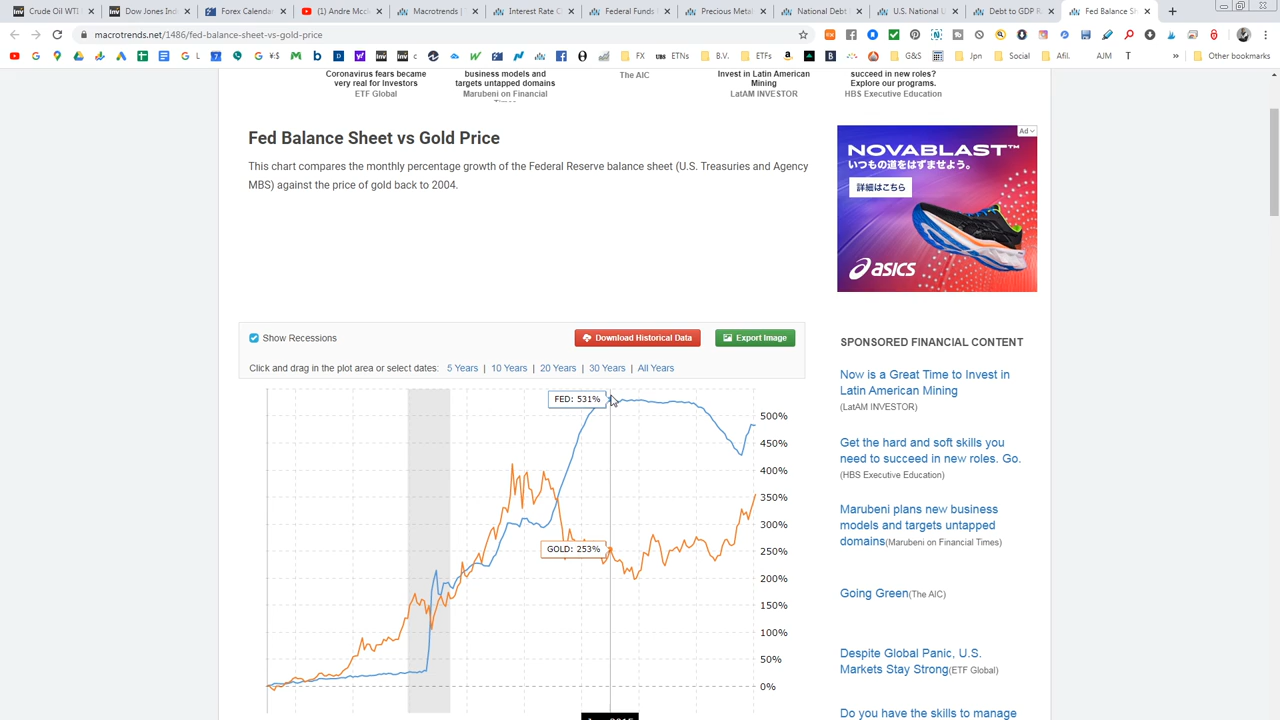 Crude Oil WTI
Dow Jones Ind
Forex Calendar
(1) Andre Mccl
Macrotrends |
Interest Rate C
Federal Funds
Precious Metal
National Debt
U.S. National
Debt to GDP R
Fed Balance Sh
macrotrends.net/1486/fed-balance-sheet-vs-gold-price
G L
FX
UBS ETNs
B.V.
ETFs
G&S
Jpn
Social
Afil.
AJM
T
»
Other bookmarks
Coronavirus fears became
very real for Investors
ETF Global
business models and
targets untapped domains
Marubeni on Financial
The AIC
Invest in Latin American
Mining
LatAM INVESTOR
succeed in new roles?
Explore our programs.
HBS Executive Education
Fed Balance Sheet vs Gold Price
This chart compares the monthly percentage growth of the Federal Reserve balance sheet (U.S. Treasuries and Agency
MBS) against the price of gold back to 2004.
Ad
NOVABLAST™
いつもの道をはずませよう。
詳細はこちら
asics
Show Recessions
Download Historical Data
Export Image
Click and drag in the plot area or select dates: 5 Years | 10 Years | 20 Years | 30 Years | All Years
FED: 531%
GOLD: 253%
500%
450%
400%
350%
300%
250%
200%
150%
100%
50%
0%
SPONSORED FINANCIAL CONTENT
Now is a Great Time to Invest in
Latin American Mining
(LatAM INVESTOR)
Get the hard and soft skills you
need to succeed in new roles. Go.
(HBS Executive Education)
Marubeni plans new business
models and targets untapped
domains(Marubeni on Financial Times)
Going Green(The AIC)
Despite Global Panic, U.S.
Markets Stay Strong(ETF Global)
Do you have the skills to manage